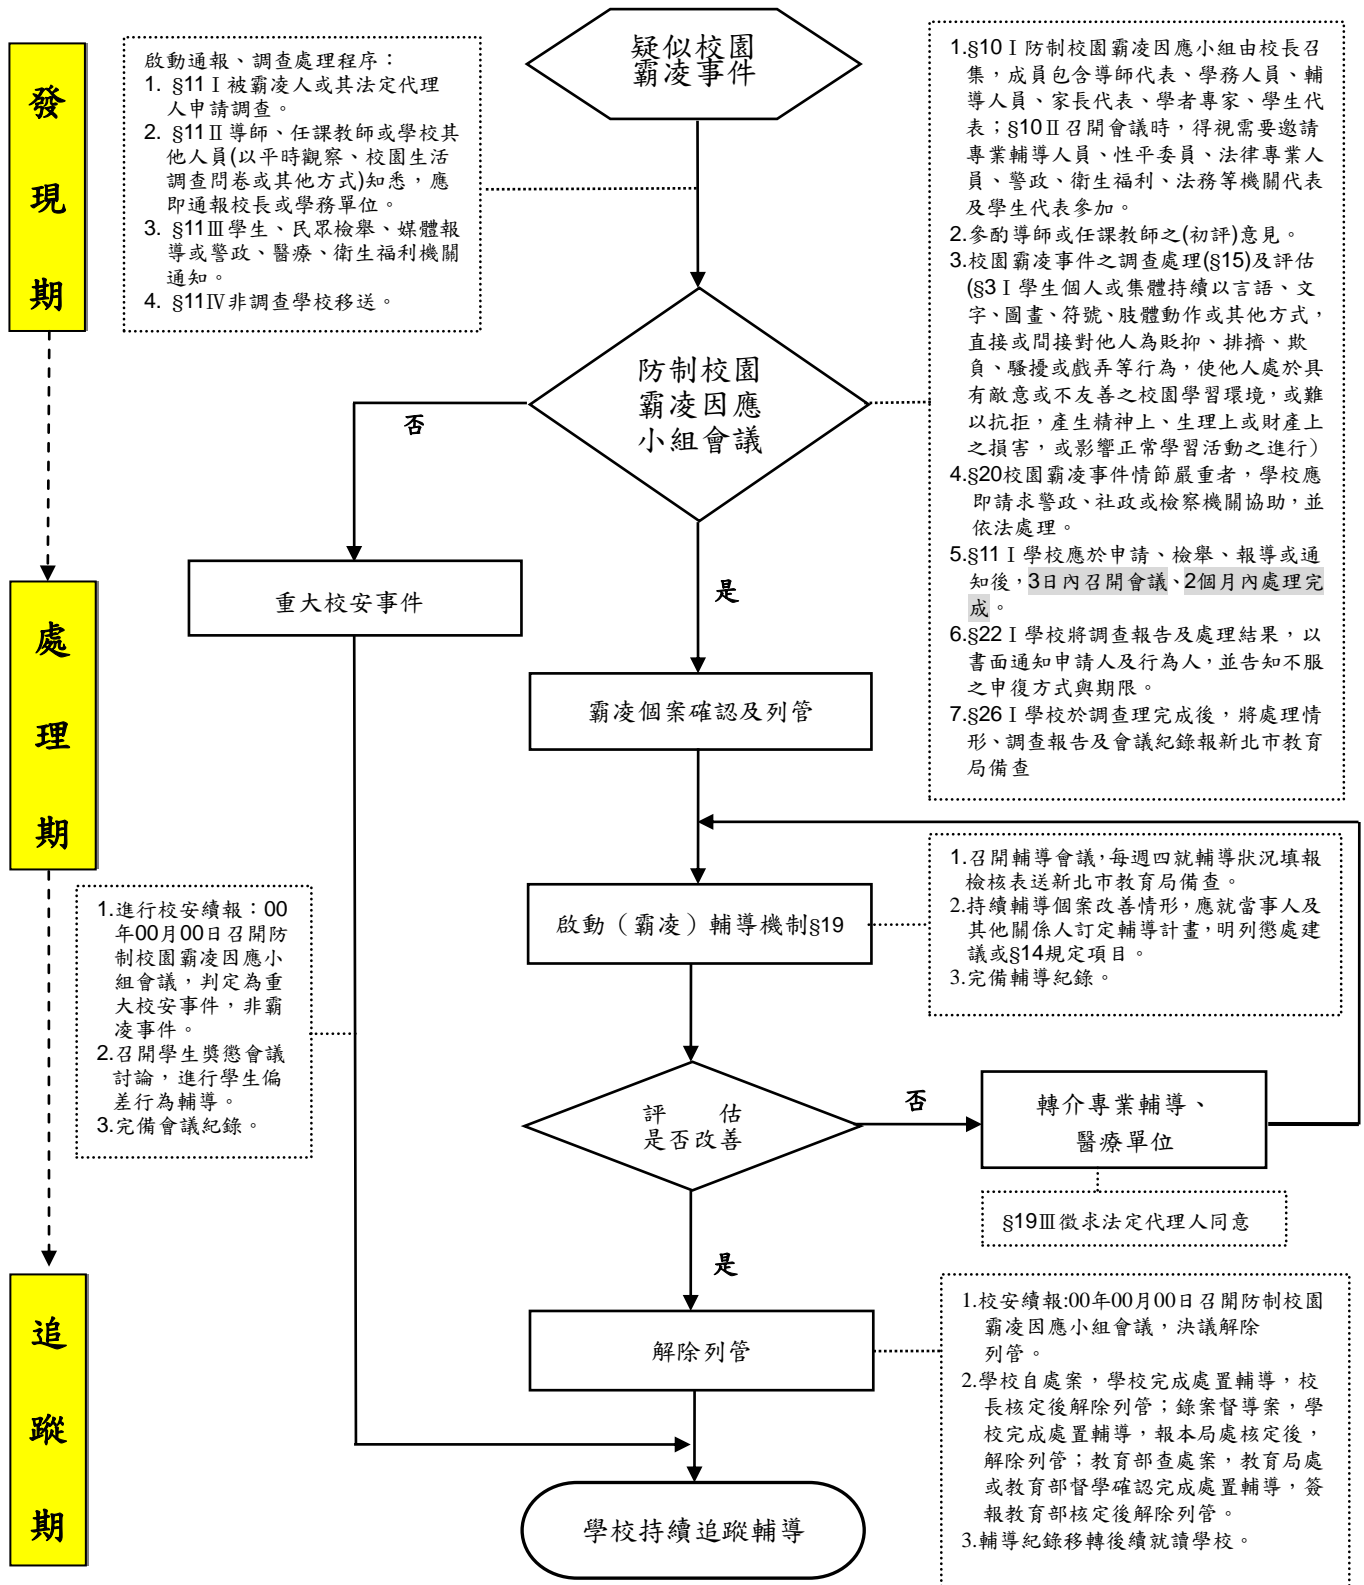 發
現
期
處
理
期
追
蹤
期
疑似校園
霸凌事件
啟動通報、調查處理程序：
1. §11Ⅰ被霸凌人或其法定代理
人申請調查。
2. §11Ⅱ導師、任課教師或學校其
他人員(以平時觀察、校園生活
調查問卷或其他方式)知悉，應
即通報校長或學務單位。
3. §11Ⅲ學生、民眾檢舉、媒體報
導或警政、醫療、衛生福利機關
通知。
4. §11Ⅳ非調查學校移送。
1.§10Ⅰ防制校園霸凌因應小組由校長召
集，成員包含導師代表、學務人員、輔
導人員、家長代表、學者專家、學生代
表；§10Ⅱ召開會議時，得視需要邀請
專業輔導人員、性平委員、法律專業人
員、警政、衛生福利、法務等機關代表
及學生代表參加。
2.參酌導師或任課教師之(初評)意見。
3.校園霸凌事件之調查處理(§15)及評估
(§3Ⅰ學生個人或集體持續以言語、文
字、圖畫、符號、肢體動作或其他方式，
直接或間接對他人為貶抑、排擠、欺
負、騷擾或戲弄等行為，使他人處於具
有敵意或不友善之校園學習環境，或難
以抗拒，產生精神上、生理上或財產上
之損害，或影響正常學習活動之進行）
4.§20校園霸凌事件情節嚴重者，學校應
即請求警政、社政或檢察機關協助，並
依法處理。
5.§11Ⅰ學校應於申請、檢舉、報導或通
知後，3日內召開會議、2個月內處理完
成。
6.§22Ⅰ學校將調查報告及處理結果，以
書面通知申請人及行為人，並告知不服
之申復方式與期限。
7.§26Ⅰ學校於調查理完成後，將處理情
形、調查報告及會議紀錄報新北市教育
局備查
防制校園
霸凌因應
小組會議
否
是
重大校安事件
霸凌個案確認及列管
1.進行校安續報：00
年00月00日召開防
制校園霸凌因應小
組會議，判定為重
大校安事件，非霸
凌事件。
2.召開學生獎懲會議
討論，進行學生偏
差行為輔導。
3.完備會議紀錄。
啟動（霸凌）輔導機制§19
1.召開輔導會議，每週四就輔導狀況填報
檢核表送新北市教育局備查。
2.持續輔導個案改善情形，應就當事人及
其他關係人訂定輔導計畫，明列懲處建
議或§14規定項目。
3.完備輔導紀錄。
評 估
是否改善
否
轉介專業輔導、
醫療單位
§19Ⅲ徵求法定代理人同意
是
解除列管
1.校安續報:00年00月00日召開防制校園
霸凌因應小組會議，決議解除
列管。
2.學校自處案，學校完成處置輔導，校
長核定後解除列管；錄案督導案，學
校完成處置輔導，報本局處核定後，
解除列管；教育部查處案，教育局處
或教育部督學確認完成處置輔導，簽
報教育部核定後解除列管。
3.輔導紀錄移轉後續就讀學校。
學校持續追蹤輔導